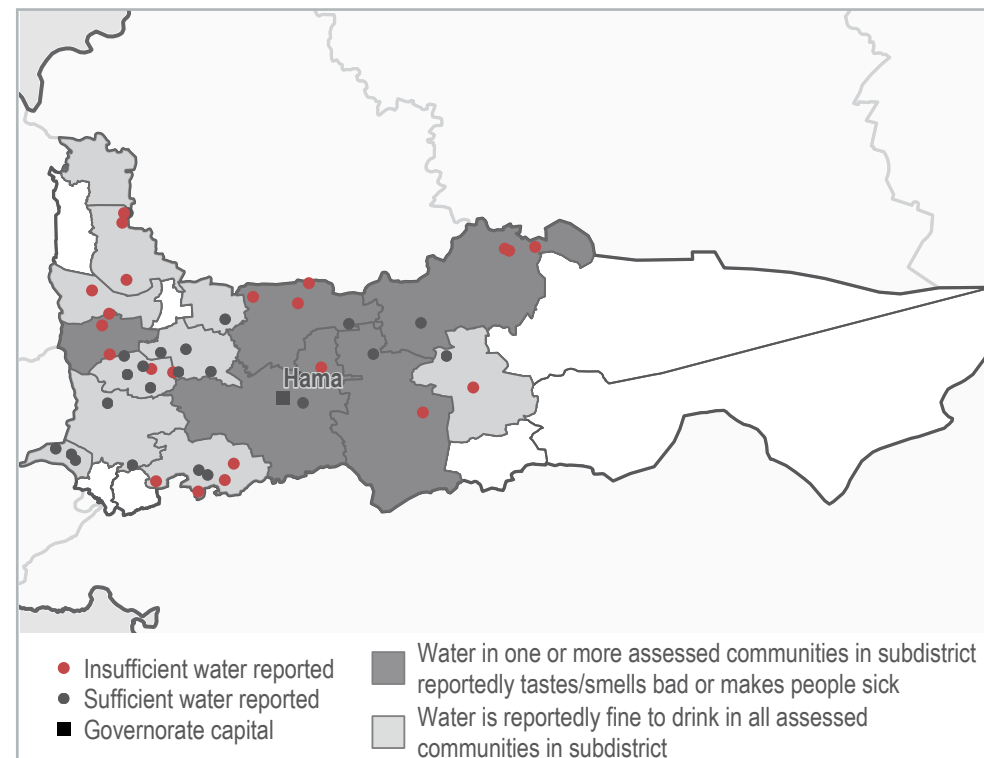 Hama
Insufficient water reported
Sufficient water reported
Governorate capital
Water in one or more assessed communities in subdistrict
reportedly tastes/smells bad or makes people sick
Water is reportedly fine to drink in all assessed
communities in subdistrict